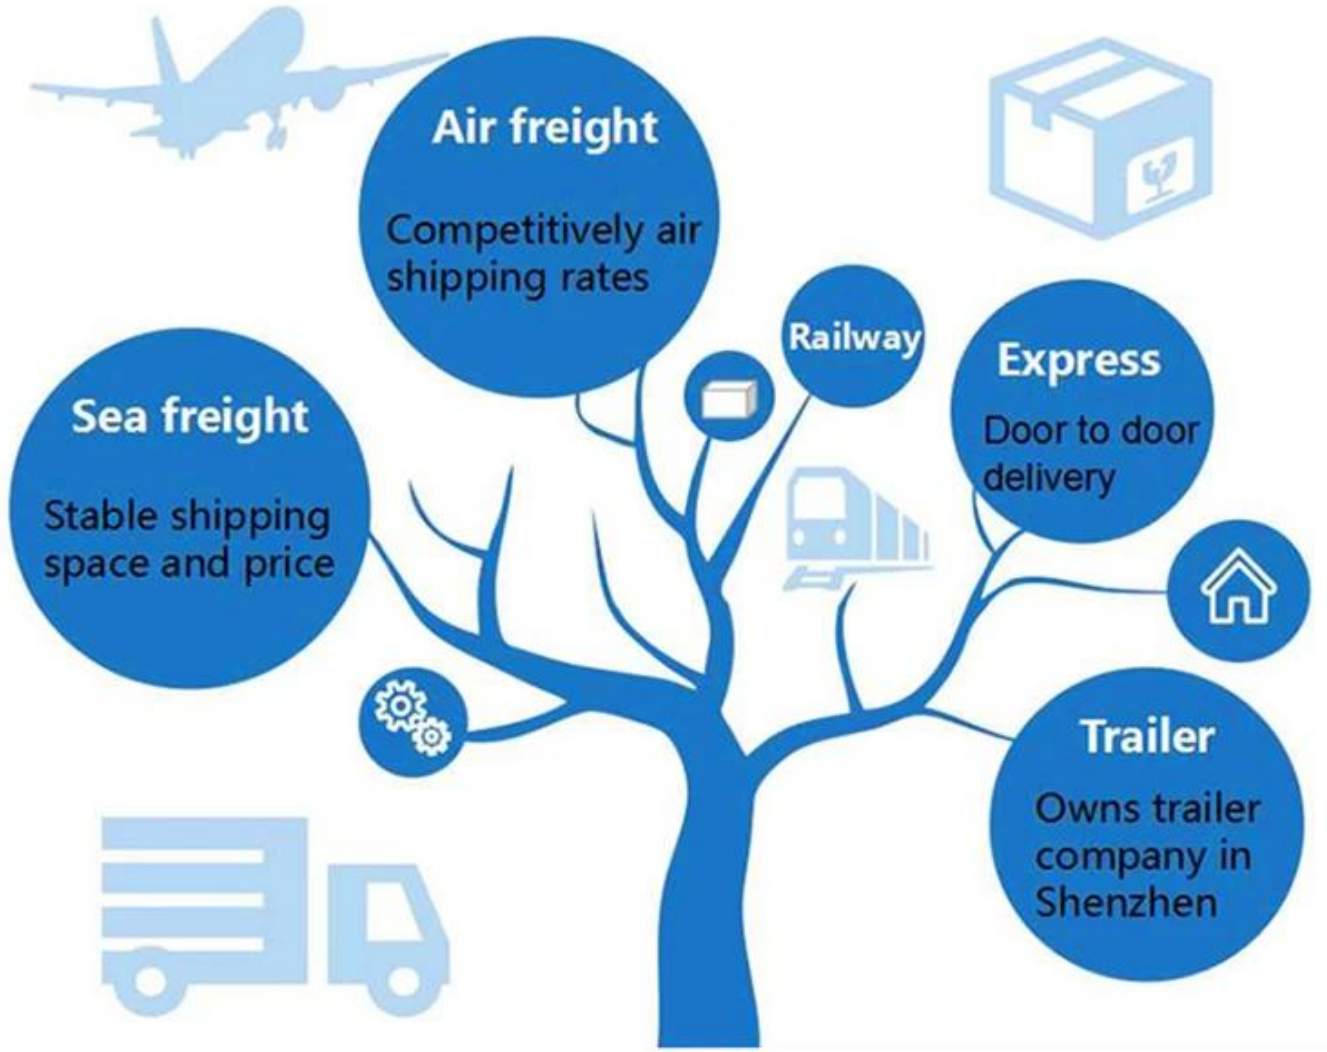 Air freight
Competitively air
shipping rates
Railway
Express
Door to door
delivery
Sea freight
Stable shipping
space and price
Trailer
Owns trailer
company in
Shenzhen